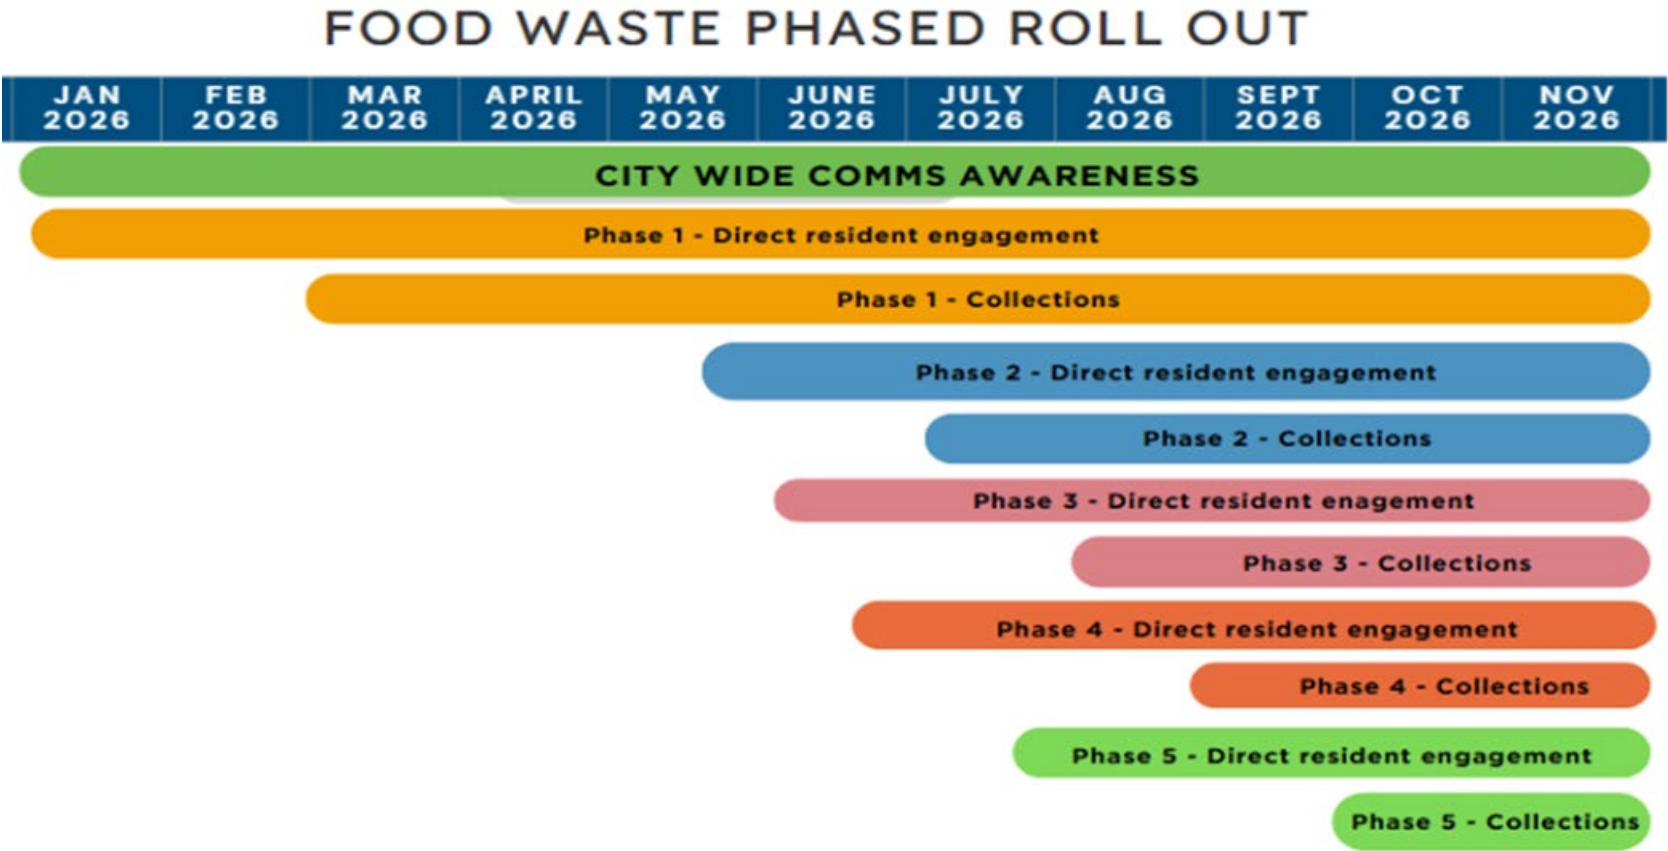 FOOD WASTE PHASED ROLL OUT
JAN FEB MAR APRIL MAY JUNE JULY AUG SEPT OCT NOV
2026 2026 2026 2026 2026 2026 2026 2026 2026 2026 2026
CITY WIDE COMMS AWARENESS
Phase 1 - Direct resident engagement
Phase 1 - Collections
Phase 2 - Direct resident engagement
Phase 2 - Collections
Phase 3 - Direct resident enagement
Phase 3 - Collections
Phase 4 - Direct resident engagement
Phase 4 - Collections
Phase 5 - Direct resident engagement
Phase 5 - Collections